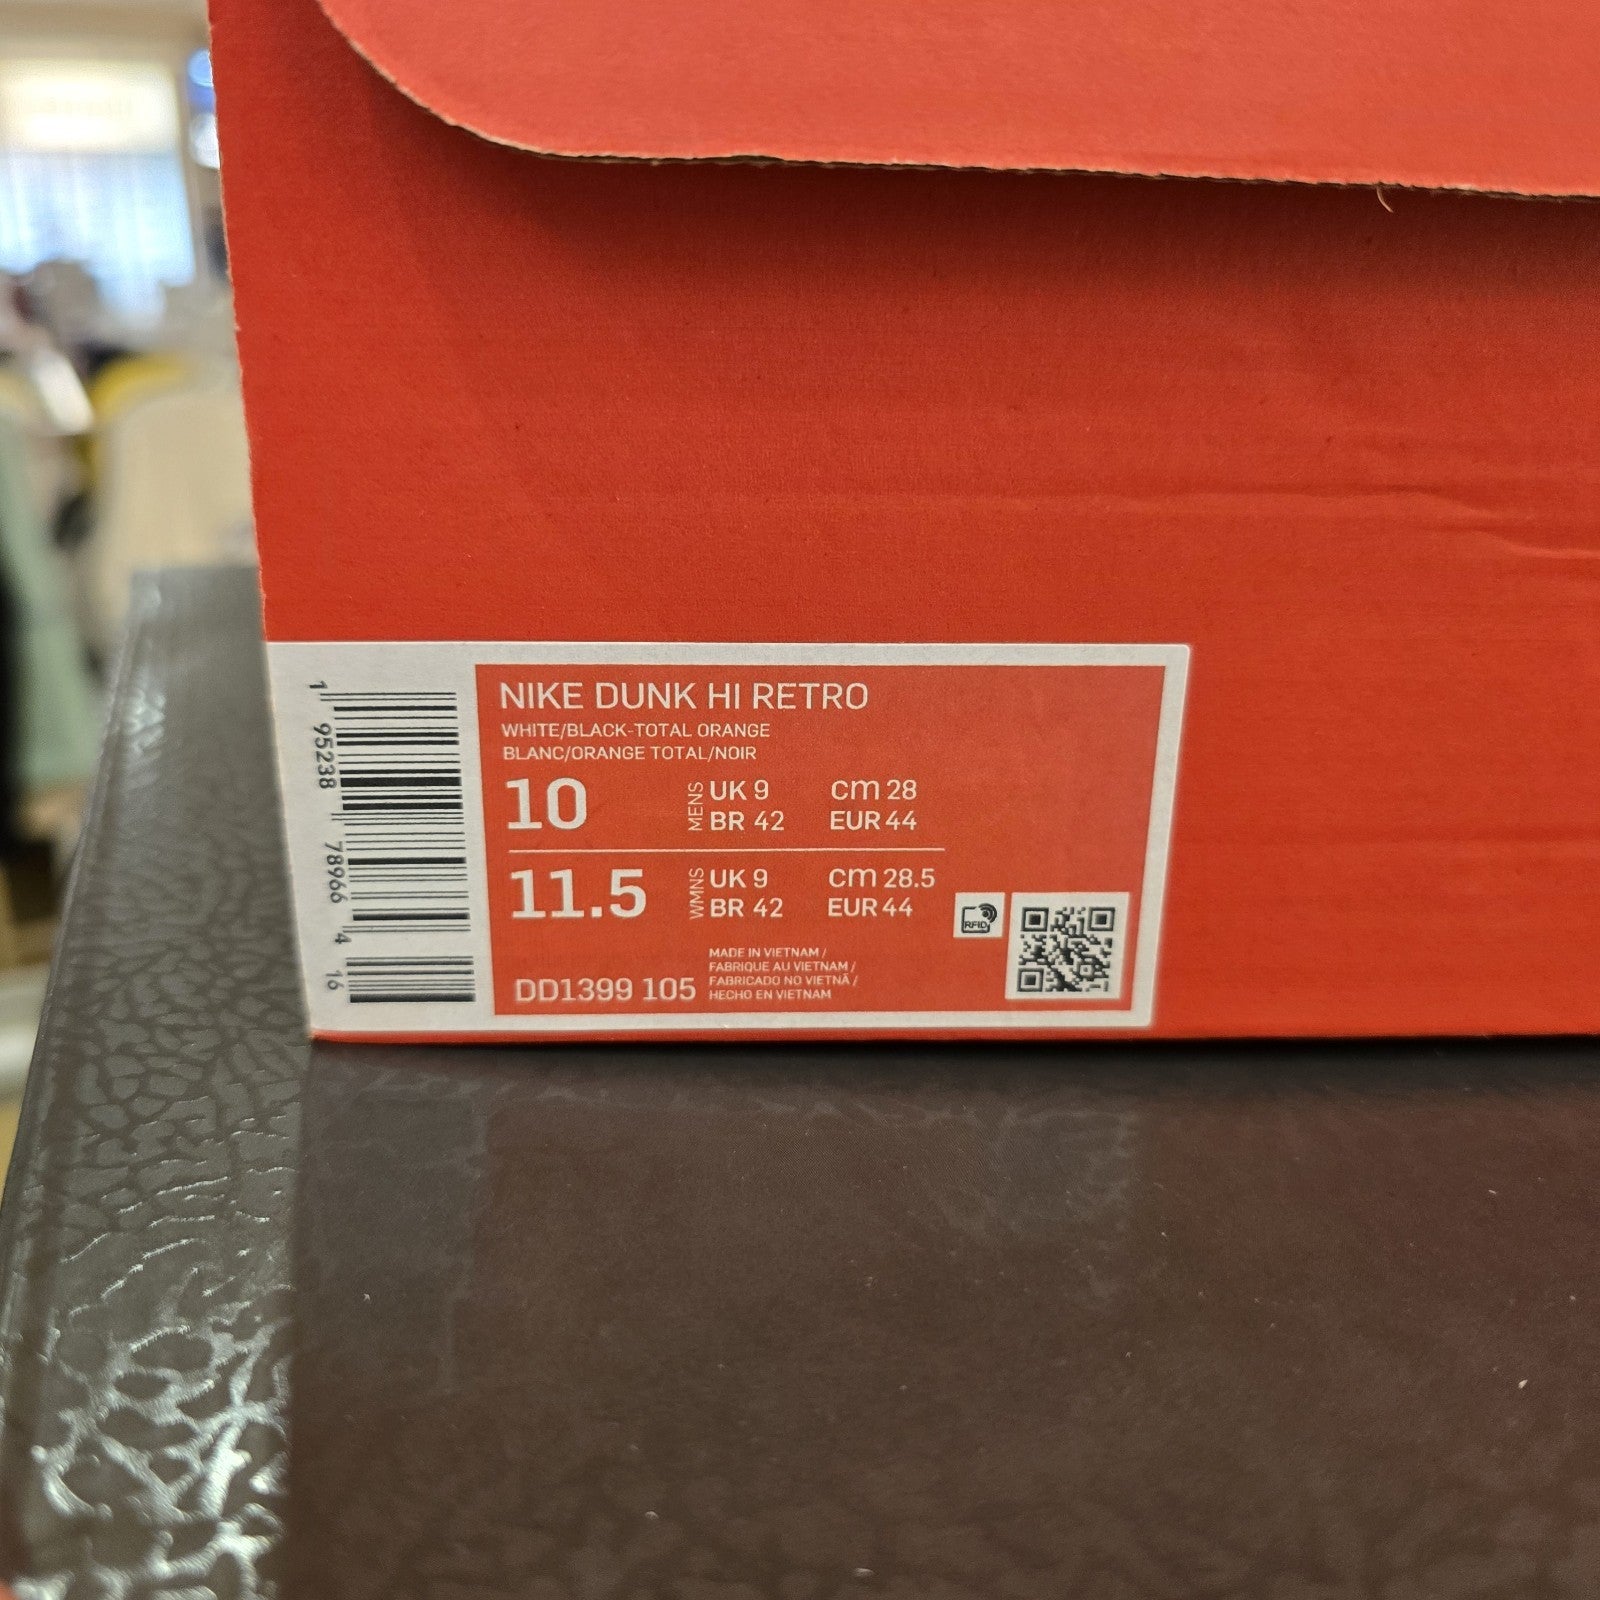 NIKE DUNK HI RETRO
WHITE/BLACK-TOTAL ORANGE
BLANC/ORANGE TOTAL/NOIR
10 MENS UK 9 cm 28
BR 42 EUR 44
11.5 WMNS UK 9 cm 28.5
BR 42 EUR 44
RFID
MADE IN VIETNAM /
FABRIQUE AU VIETNAM /
FABRICADO NO VIETNÃ /
DD1399 105 HECHO EN VIETNAM
1 95238 78966 4 16